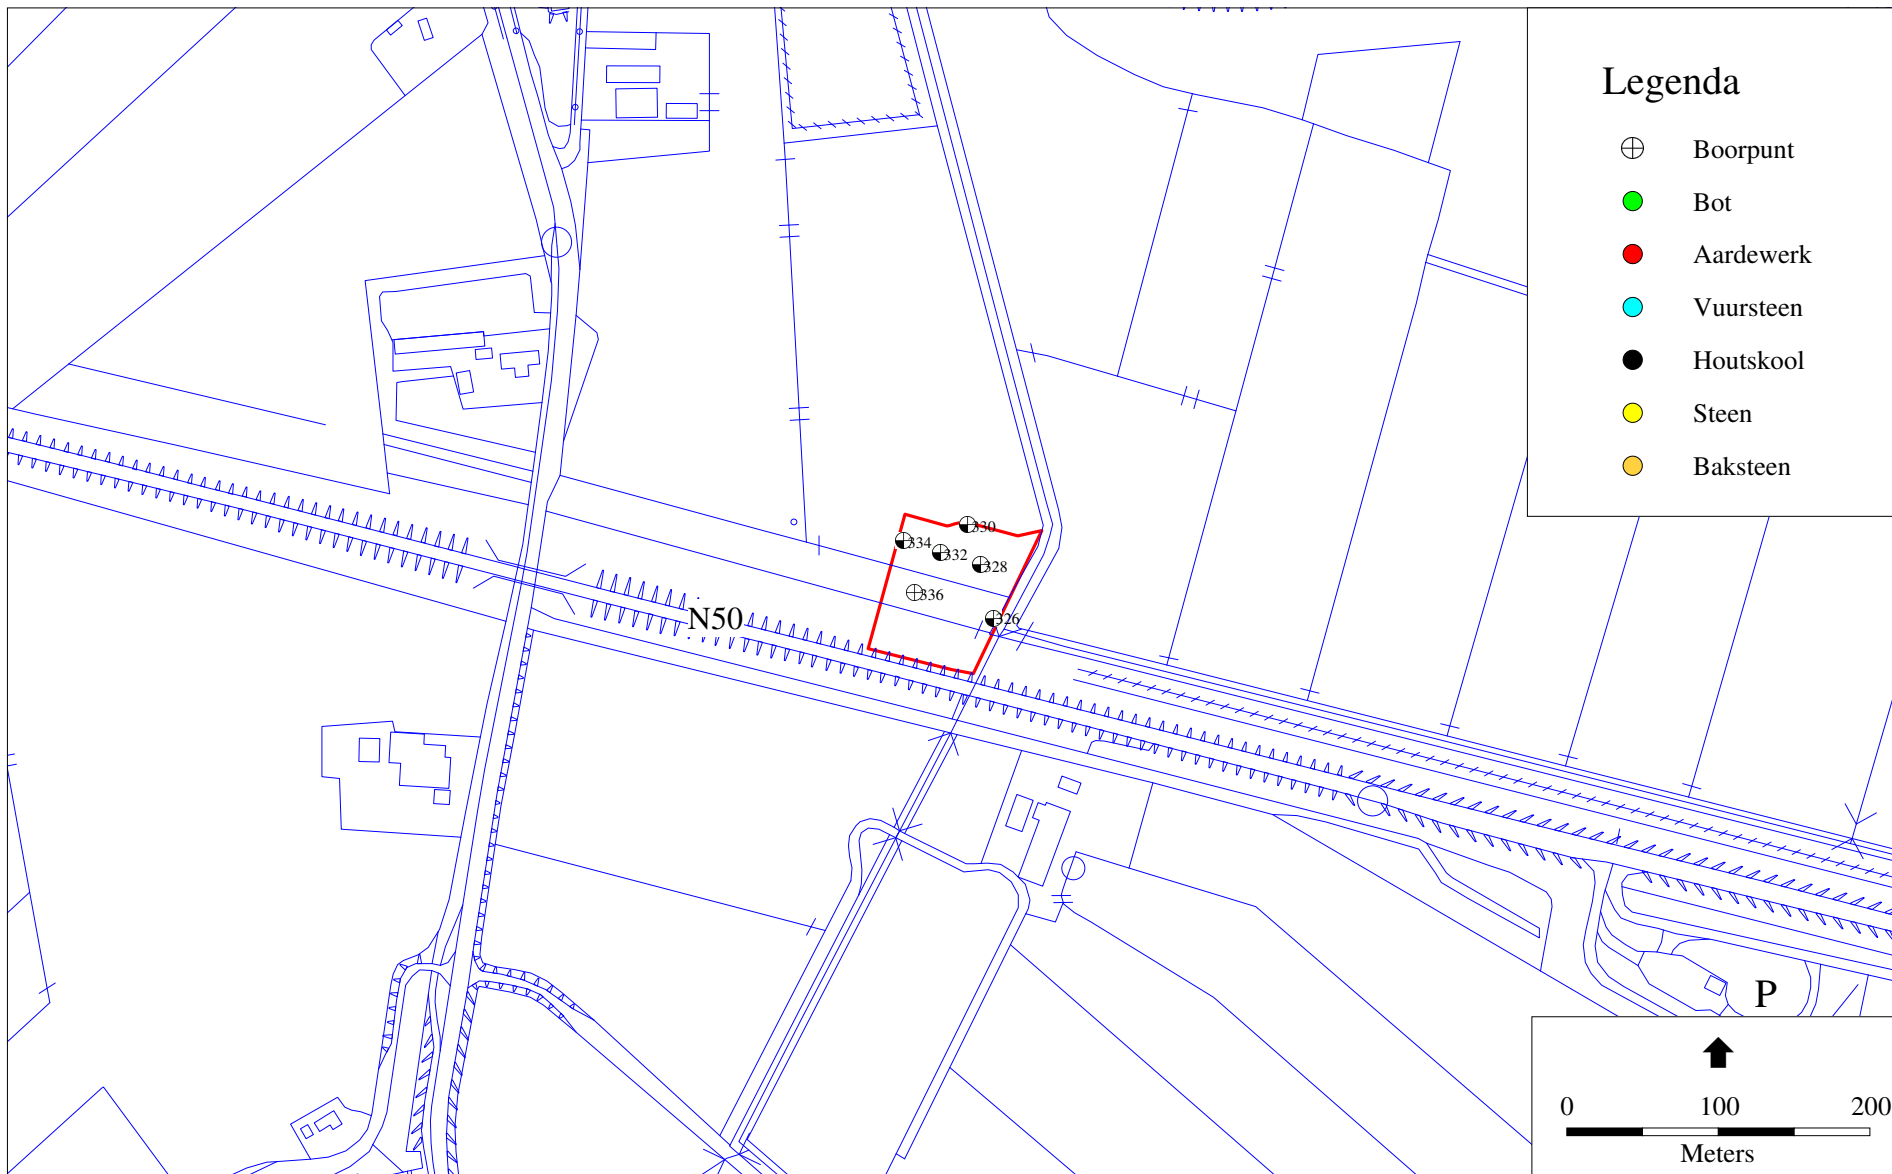 Legenda
Boorpunt
Bot
Aardewerk
Vuursteen
Houtskool
Steen
Baksteen
330
334
332
328
336
326
N50
P
0 100 200
Meters